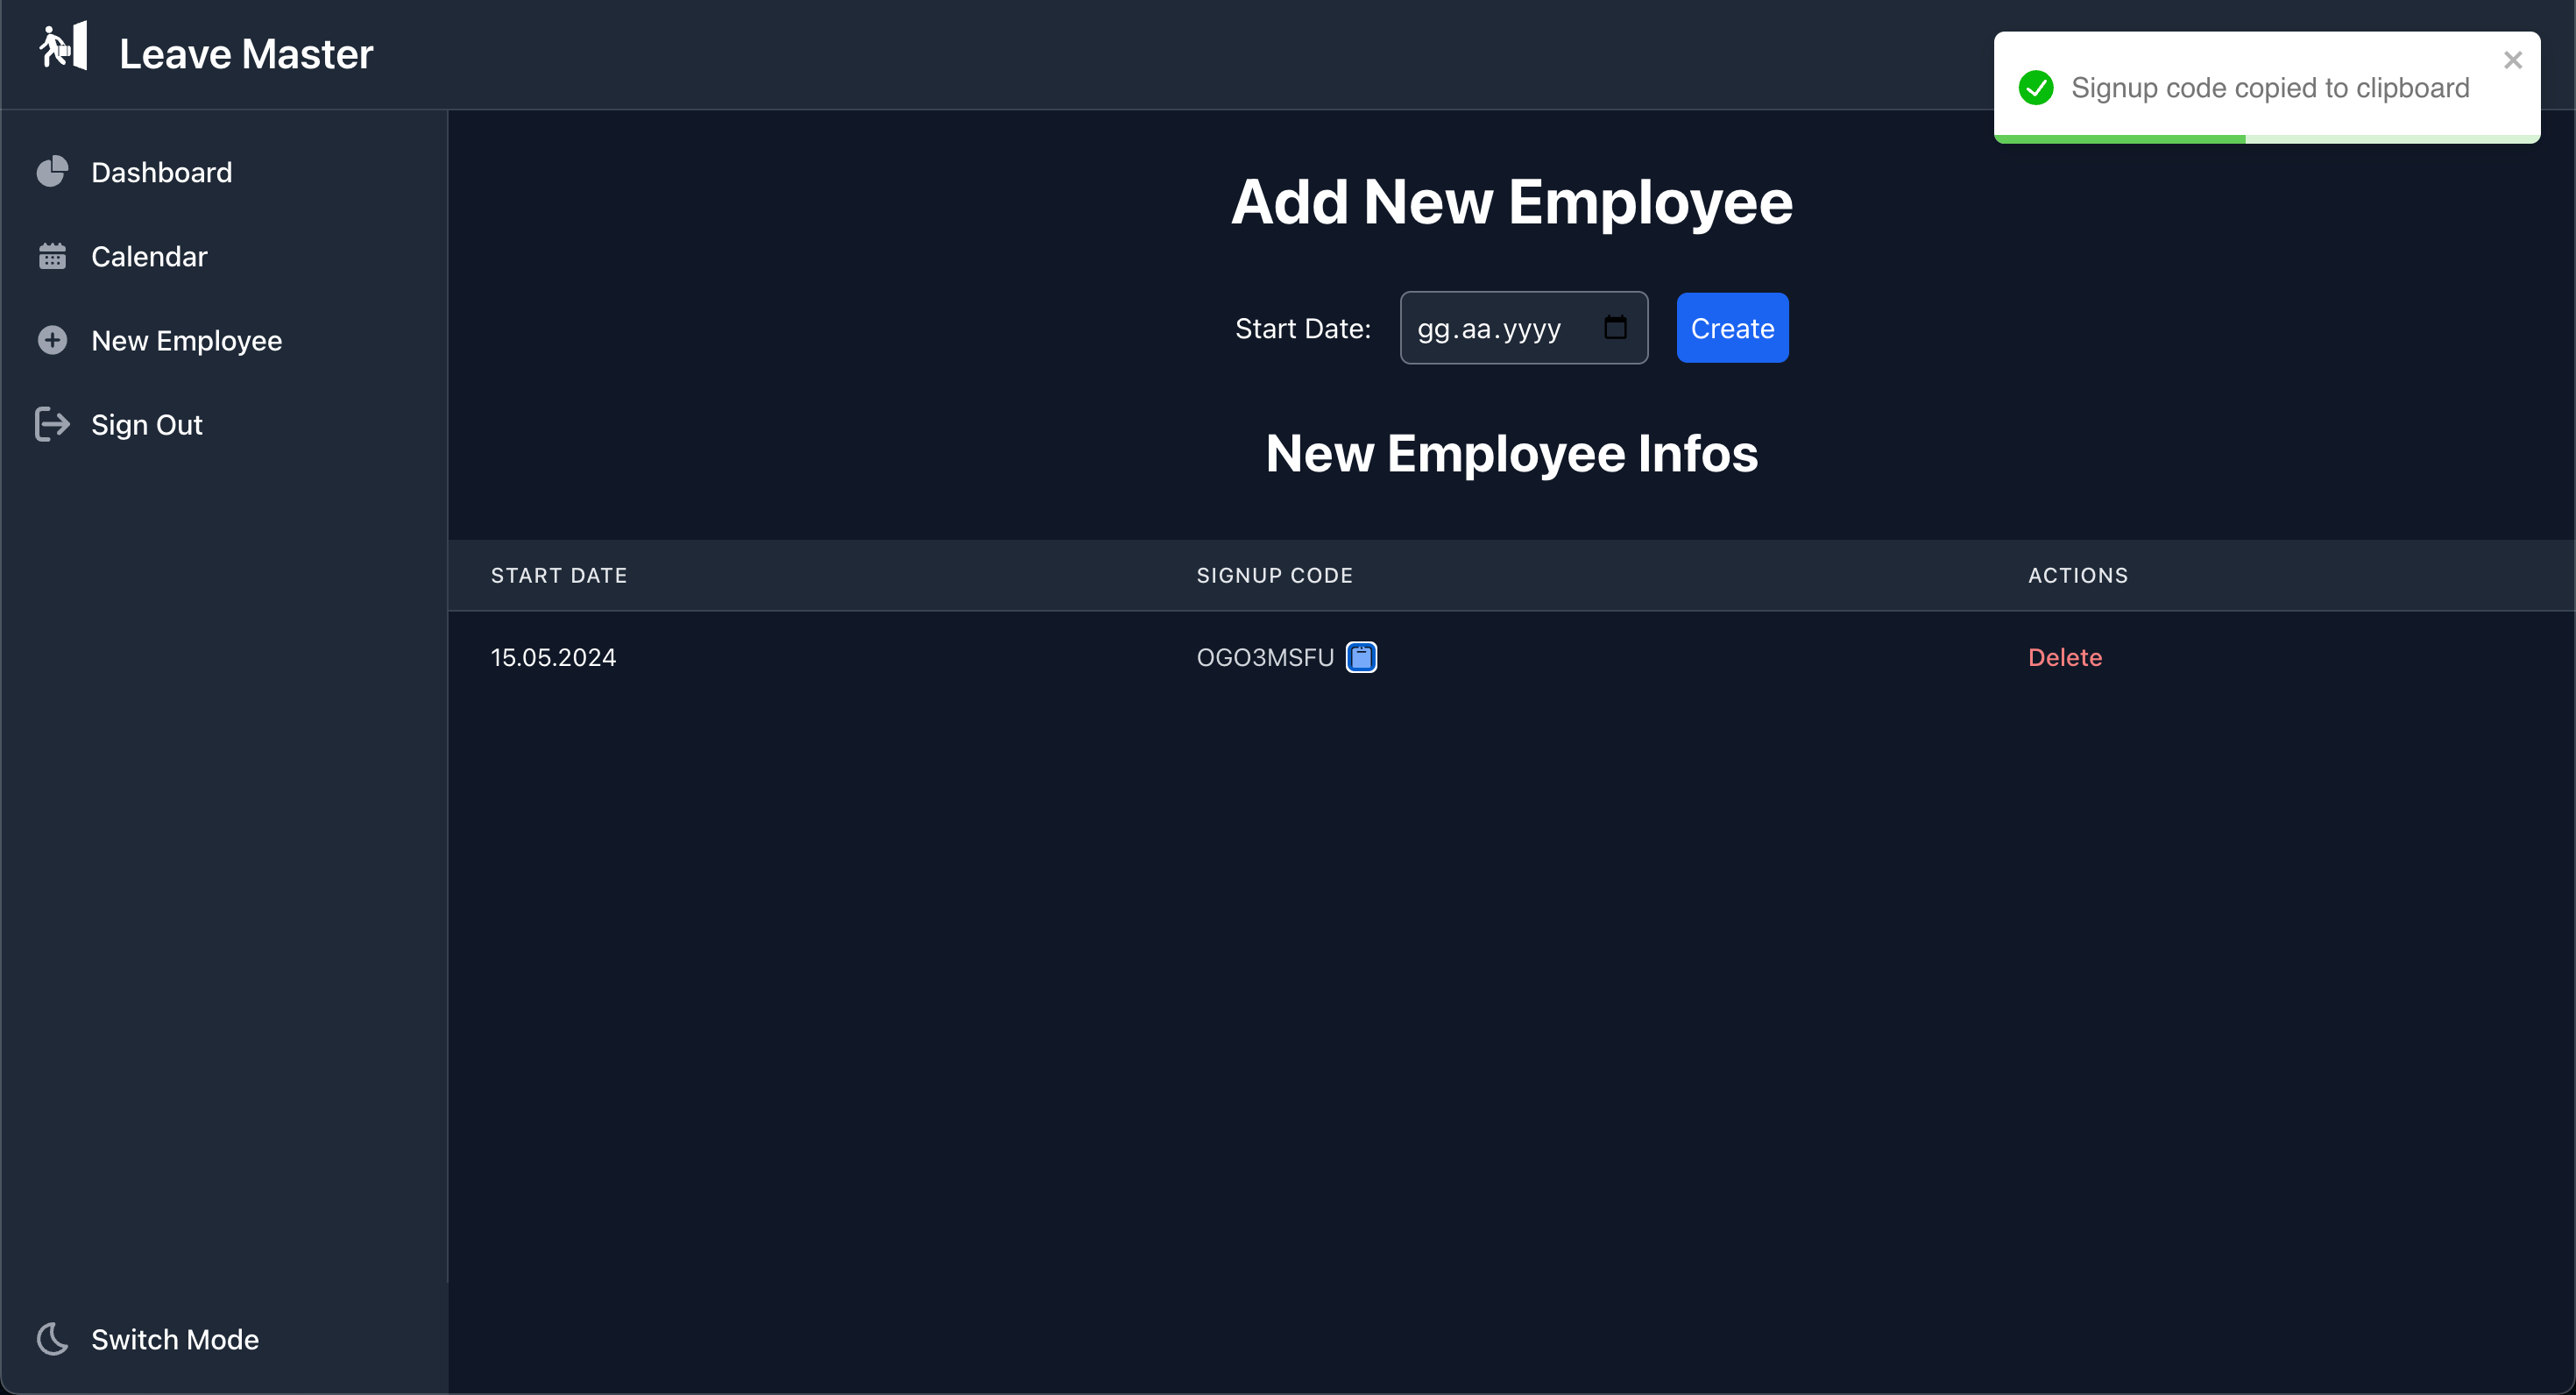 Leave Master
Signup code copied to clipboard
Dashboard
Calendar
New Employee
Sign Out
Switch Mode
Add New Employee
Start Date: gg.aa.yyyy Create
New Employee Infos
START DATE SIGNUP CODE ACTIONS
15.05.2024 OGO3MSFU Delete